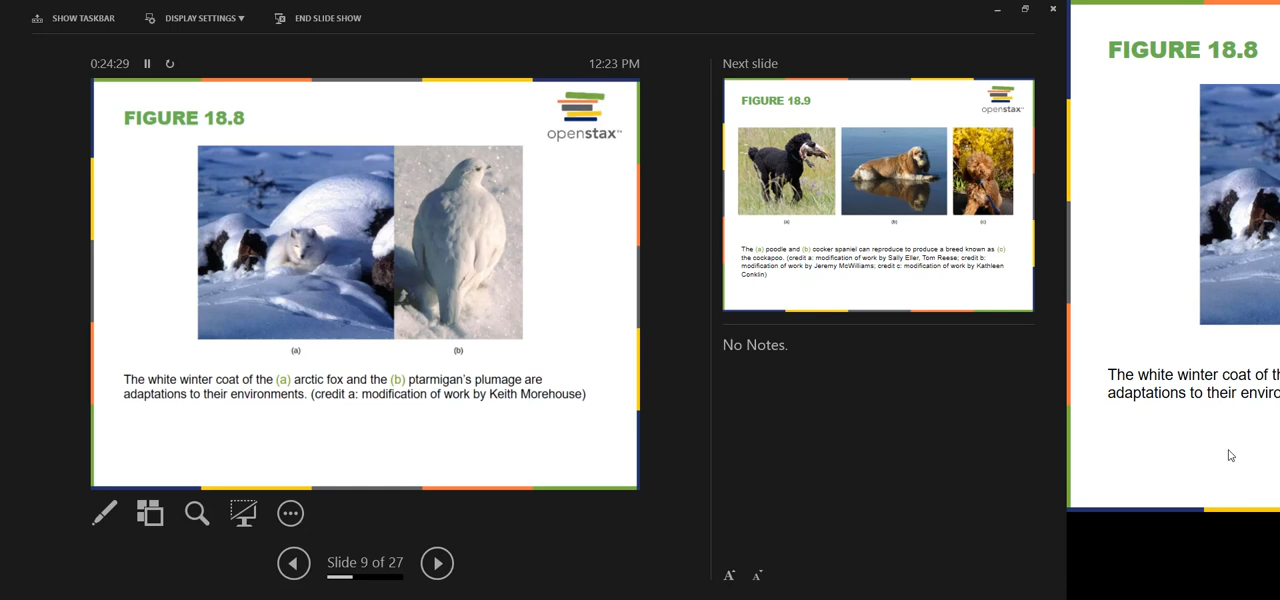 SHOW TASKBAR
DISPLAY SETTINGS ▼
END SLIDE SHOW
0:24:29
12:23 PM
FIGURE 18.8
openstax™
(a)
(b)
The white winter coat of the (a) arctic fox and the (b) ptarmigan's plumage are
adaptations to their environments. (credit a: modification of work by Keith Morehouse)
Slide 9 of 27
Next slide
FIGURE 18.9
openstax™
(a)
(b)
(c)
The (a) poodle and (b) cocker spaniel can reproduce to produce a breed known as (c)
the cockapoo. (credit a: modification of work by Sally Eller, Tom Reese; credit b:
modification of work by Jeremy McWilliams; credit c: modification of work by Kathleen
Conklin)
No Notes.
A
A
FIGURE 18.8
The white winter coat of th
adaptations to their enviro